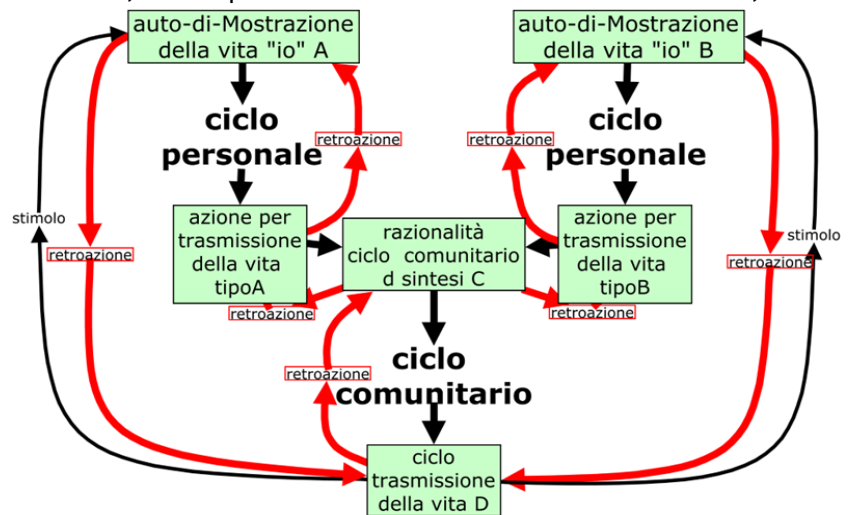 auto-di-Mostrazione
della vita "io" A
auto-di-Mostrazione
della vita "io" B
ciclo
personale
ciclo
personale
retroazione
retroazione
stimolo
retroazione
azione per
trasmissione
della vita
tipoA
razionalità
ciclo comunitario
d sintesi C
azione per
trasmissione
della vita
tipoB
stimolo
retroazione
retroazione
retroazione
ciclo
comunitario
retroazione
ciclo
trasmissione
della vita D